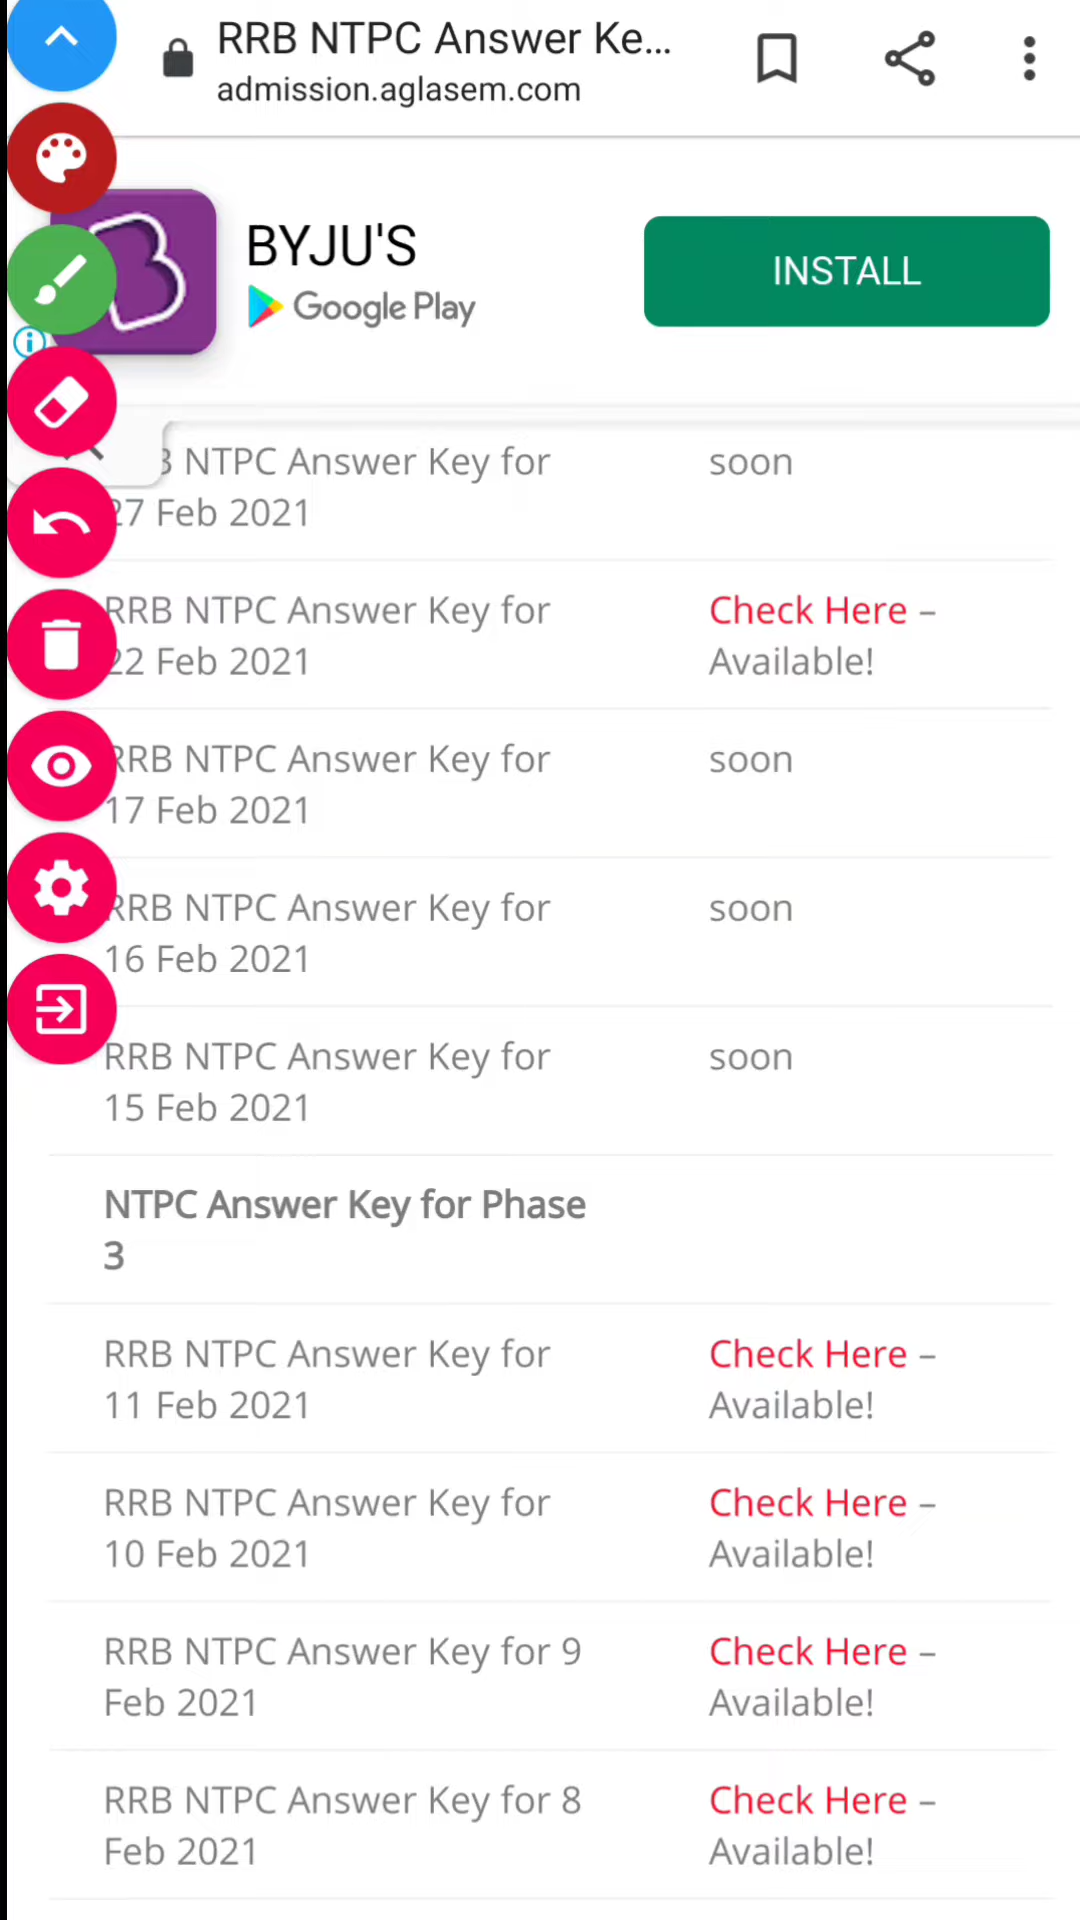 RRB NTPC Answer Ke...
admission.aglasem.com
BYJU'S
Google Play
INSTALL
NTPC Answer Key for
27 Feb 2021
soon
RRB NTPC Answer Key for
22 Feb 2021
Check Here –
Available!
RRB NTPC Answer Key for
17 Feb 2021
soon
RRB NTPC Answer Key for
16 Feb 2021
soon
RRB NTPC Answer Key for
15 Feb 2021
soon
NTPC Answer Key for Phase
3
RRB NTPC Answer Key for
11 Feb 2021
Check Here –
Available!
RRB NTPC Answer Key for
10 Feb 2021
Check Here –
Available!
RRB NTPC Answer Key for 9
Feb 2021
Check Here –
Available!
RRB NTPC Answer Key for 8
Feb 2021
Check Here –
Available!